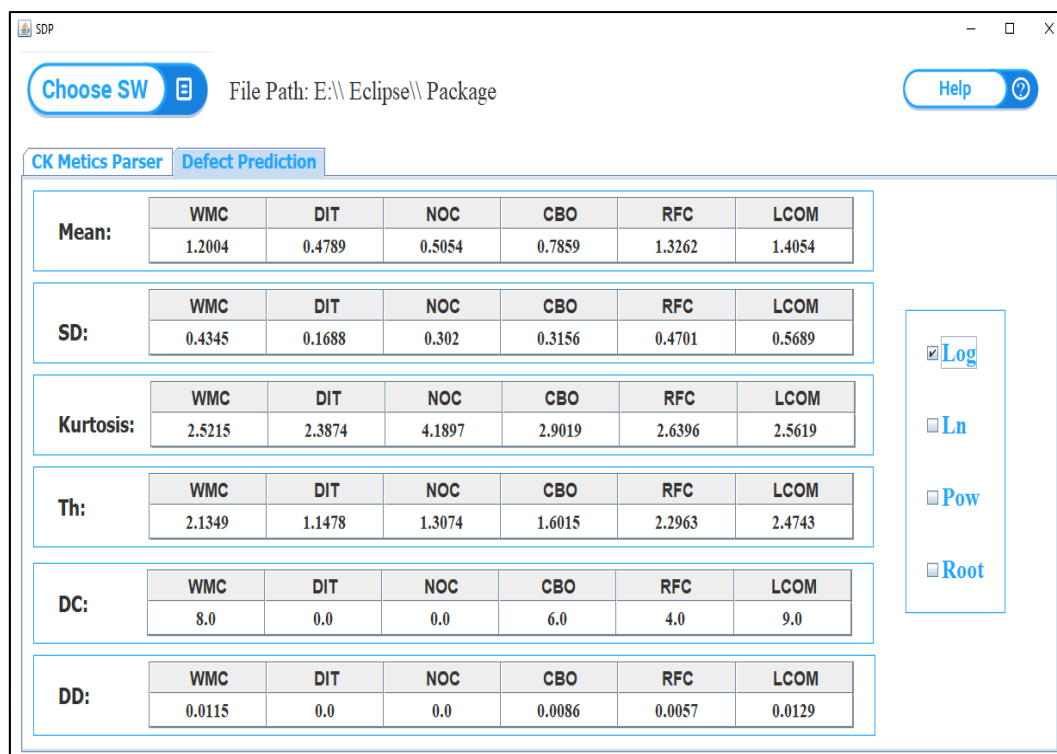 SDP
Choose SW
File Path: E:\\ Eclipse\\ Package
Help
CK Metics Parser
Defect Prediction
Mean:
WMC DIT NOC CBO RFC LCOM
1.2004 0.4789 0.5054 0.7859 1.3262 1.4054
SD:
WMC DIT NOC CBO RFC LCOM
0.4345 0.1688 0.302 0.3156 0.4701 0.5689
Kurtosis:
WMC DIT NOC CBO RFC LCOM
2.5215 2.3874 4.1897 2.9019 2.6396 2.5619
Th:
WMC DIT NOC CBO RFC LCOM
2.1349 1.1478 1.3074 1.6015 2.2963 2.4743
DC:
WMC DIT NOC CBO RFC LCOM
8.0 0.0 0.0 6.0 4.0 9.0
DD:
WMC DIT NOC CBO RFC LCOM
0.0115 0.0 0.0 0.0086 0.0057 0.0129
Log
Ln
Pow
Root